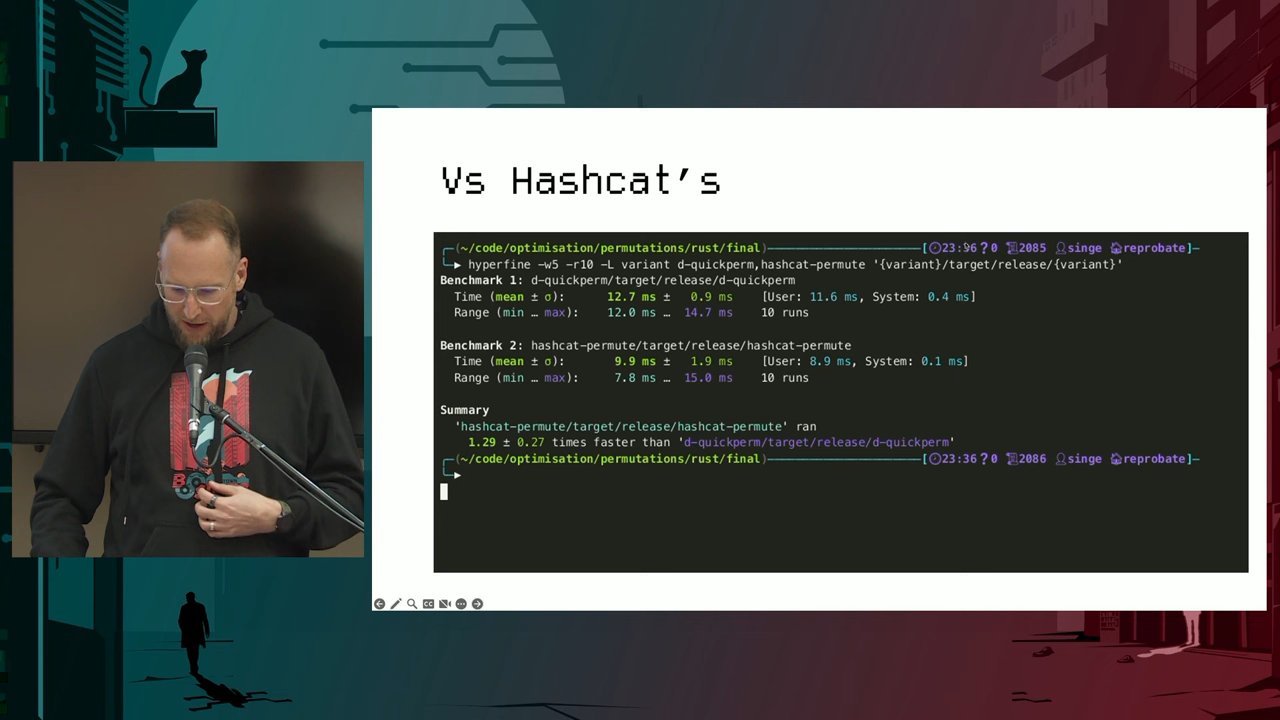 Vs Hashcat's
(~/code/optimisation/permutations/rust/final) [23:36 ?0 2085 singe reprobate]
hyperfine -w5 -r10 -L variant d-quickperm,hashcat-permute '{variant}/target/release/{variant}'
Benchmark 1: d-quickperm/target/release/d-quickperm
Time (mean ± σ): 12.7 ms ± 0.9 ms [User: 11.6 ms, System: 0.4 ms]
Range (min … max): 12.0 ms … 14.7 ms 10 runs
Benchmark 2: hashcat-permute/target/release/hashcat-permute
Time (mean ± σ): 9.9 ms ± 1.9 ms [User: 8.9 ms, System: 0.1 ms]
Range (min … max): 7.8 ms … 15.0 ms 10 runs
Summary
'hashcat-permute/target/release/hashcat-permute' ran
1.29 ± 0.27 times faster than 'd-quickperm/target/release/d-quickperm'
(~/code/optimisation/permutations/rust/final) [23:36 ?0 2086 singe reprobate]